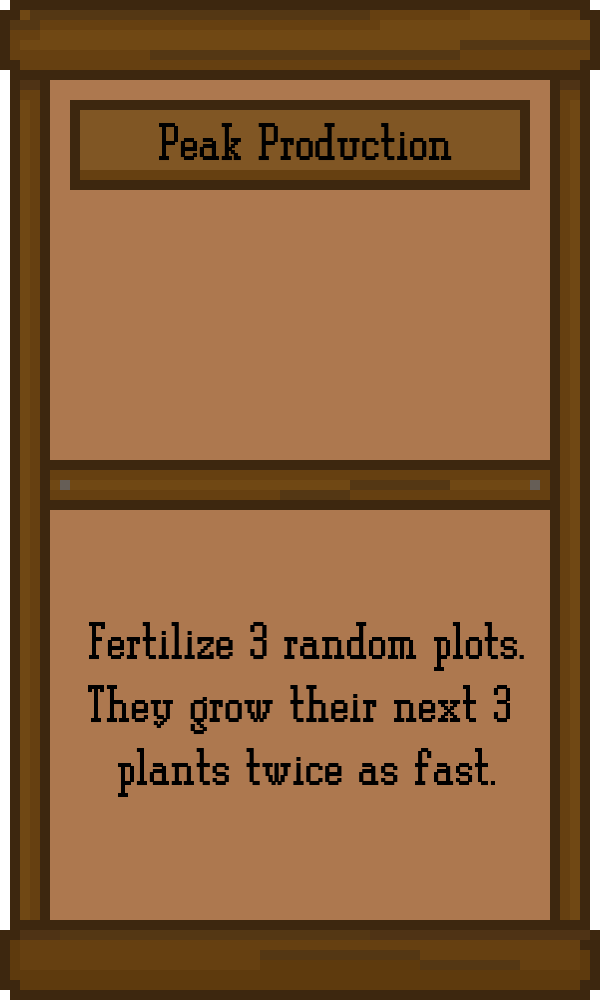 Peak Production
Fertilize 3 random plots.
They grow their next 3
plants twice as fast.